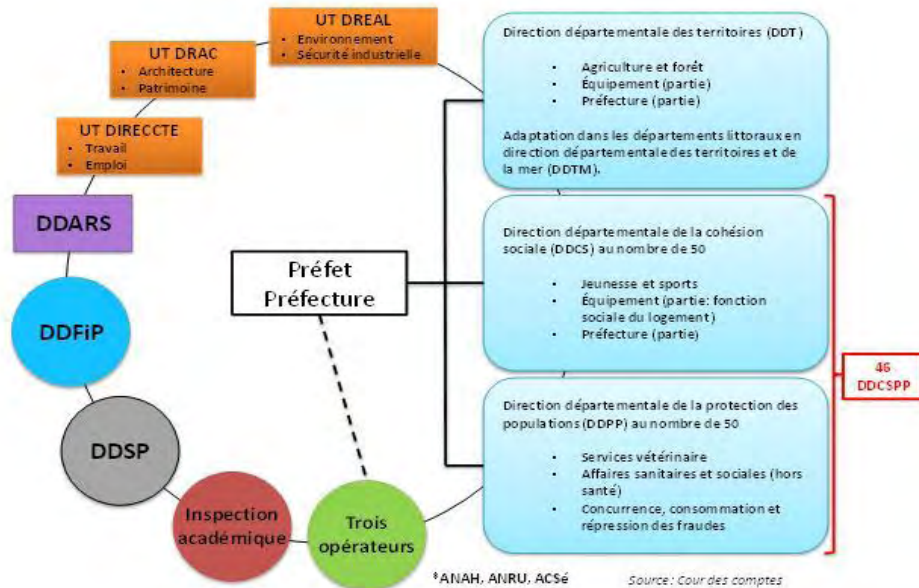 UT DREAL
• Environnement
• Sécurité industrielle
UT DRAC
• Architecture
• Patrimoine
UT DIRECCTE
• Travail
• Emploi
DDARS
DDFiP
DDSP
Inspection
académique
Trois
opérateurs
Préfet
Préfecture
Direction départementale des territoires (DDT)
• Agriculture et forêt
• Équipement (partie)
• Préfecture (partie)
Adaptation dans les départements littoraux en
direction départementale des territoires et de
la mer (DDTM).
Direction départementale de la cohésion
sociale (DDCS) au nombre de 50
• Jeunesse et sports
• Équipement (partie: fonction
sociale du logement)
• Préfecture (partie)
Direction départementale de la protection des
populations (DDPP) au nombre de 50
• Services vétérinaire
• Affaires sanitaires et sociales (hors
santé)
• Concurrence, consommation et
répression des fraudes
46
DDCSPP
*ANAH, ANRU, ACSé
Source: Cour des comptes